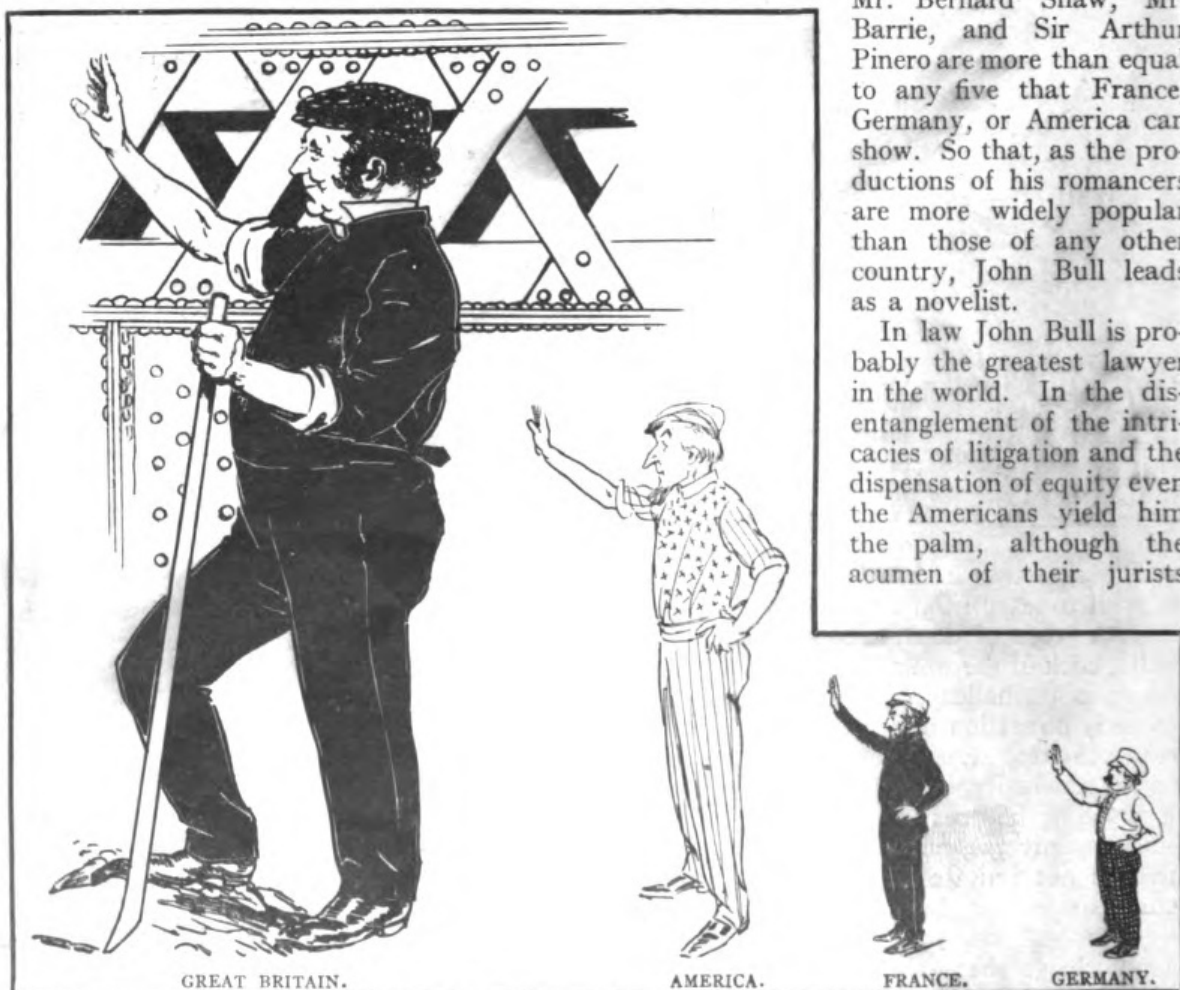 Mr. Bernard Shaw, Mr.
Barrie, and Sir Arthur
Pinero are more than equal
to any five that France
Germany, or America can
show. So that, as the pro-
ductions of his romancers
are more widely popular
than those of any other
country, John Bull leads
as a novelist.
In law John Bull is pro-
bably the greatest lawyer
in the world. In the dis-
entanglement of the intri-
cacies of litigation and the
dispensation of equity even
the Americans yield him
the palm, although the
acumen of their jurists
GREAT BRITAIN. AMERICA. FRANCE. GERMANY.